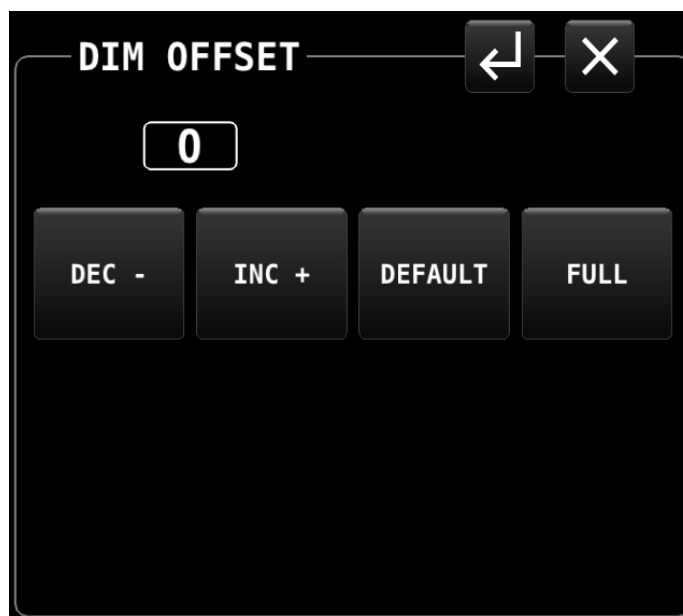 DIM OFFSET
0
DEC -
INC +
DEFAULT
FULL